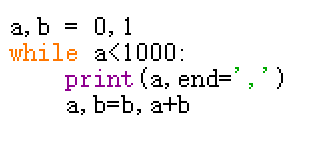 a,b = 0,1
while a<1000:
    print(a,end=',')
    a,b=b,a+b